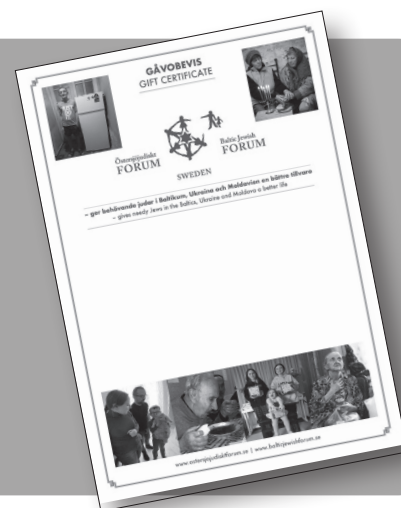 GÅVOBEVIS
GIFT CERTIFICATE
Östersjöjudiskt
FORUM
Baltic Jewish
FORUM
SWEDEN
– ger behövande judar i Baltikum, Ukraina och Moldavien en bättre tillvaro
– gives needy Jews in the Baltics, Ukraine and Moldova a better life
www.ostersjojudisktforum.se | www.balticjewishforum.se